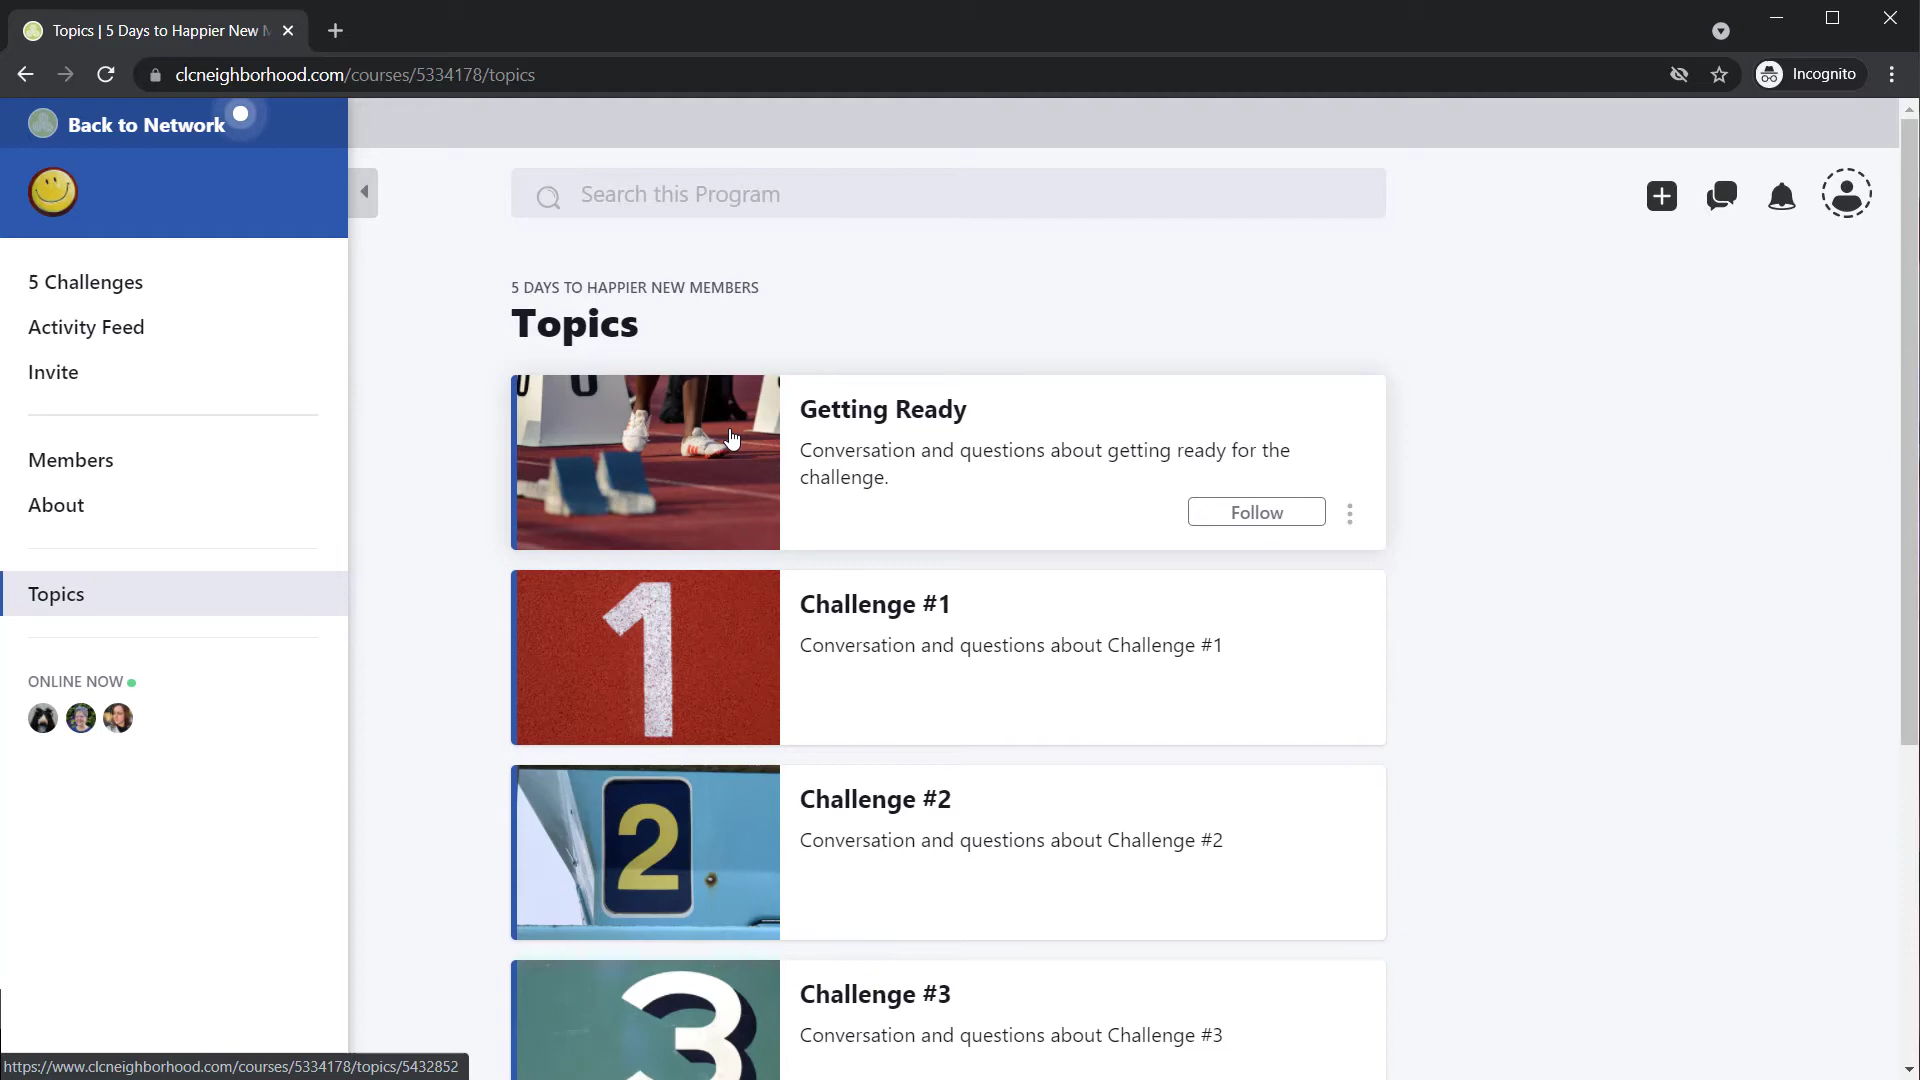 Topics | 5 Days to Happier New
clcneighborhood.com/courses/5334178/topics
Incognito
Back to Network
Search this Program
5 Challenges
Activity Feed
Invite
Members
About
Topics
ONLINE NOW
5 DAYS TO HAPPIER NEW MEMBERS
Topics
Getting Ready
Conversation and questions about getting ready for the
challenge.
Follow
1
Challenge #1
Conversation and questions about Challenge #1
2
Challenge #2
Conversation and questions about Challenge #2
3
Challenge #3
Conversation and questions about Challenge #3
https://www.clcneighborhood.com/courses/5334178/topics/5432852